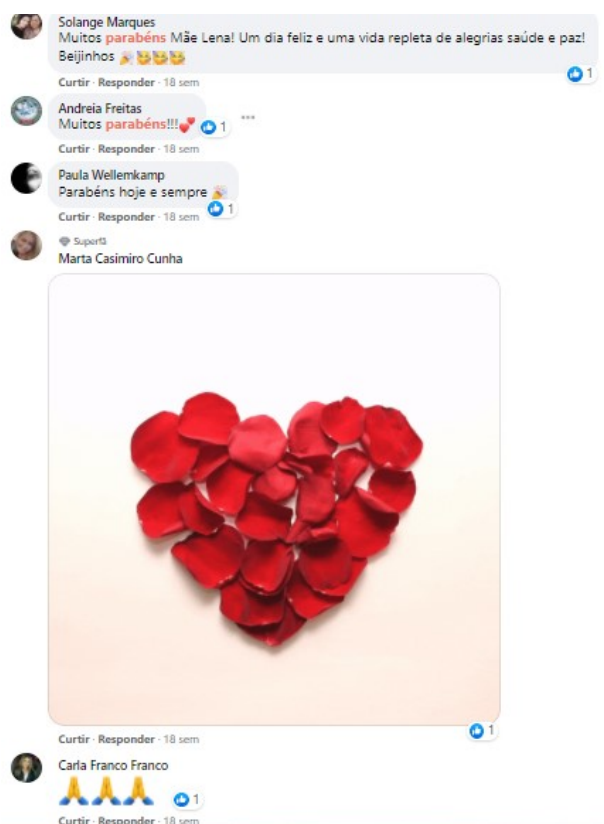 Solange Marques
Muitos parabéns Mãe Lena! Um dia feliz e uma vida repleta de alegrias saúde e paz!
Beijinhos 🎉🥳🥳🥳
1
Curtir · Responder · 18 sem
Andreia Freitas
Muitos parabéns!!!💕 1
Curtir · Responder · 18 sem
Paula Wellemkamp
Parabéns hoje e sempre 🎉
Curtir · Responder · 18 sem 1
Superfã
Marta Casimiro Cunha
1
Curtir · Responder · 18 sem
Carla Franco Franco
🙏🙏🙏 1
Curtir · Responder · 18 sem